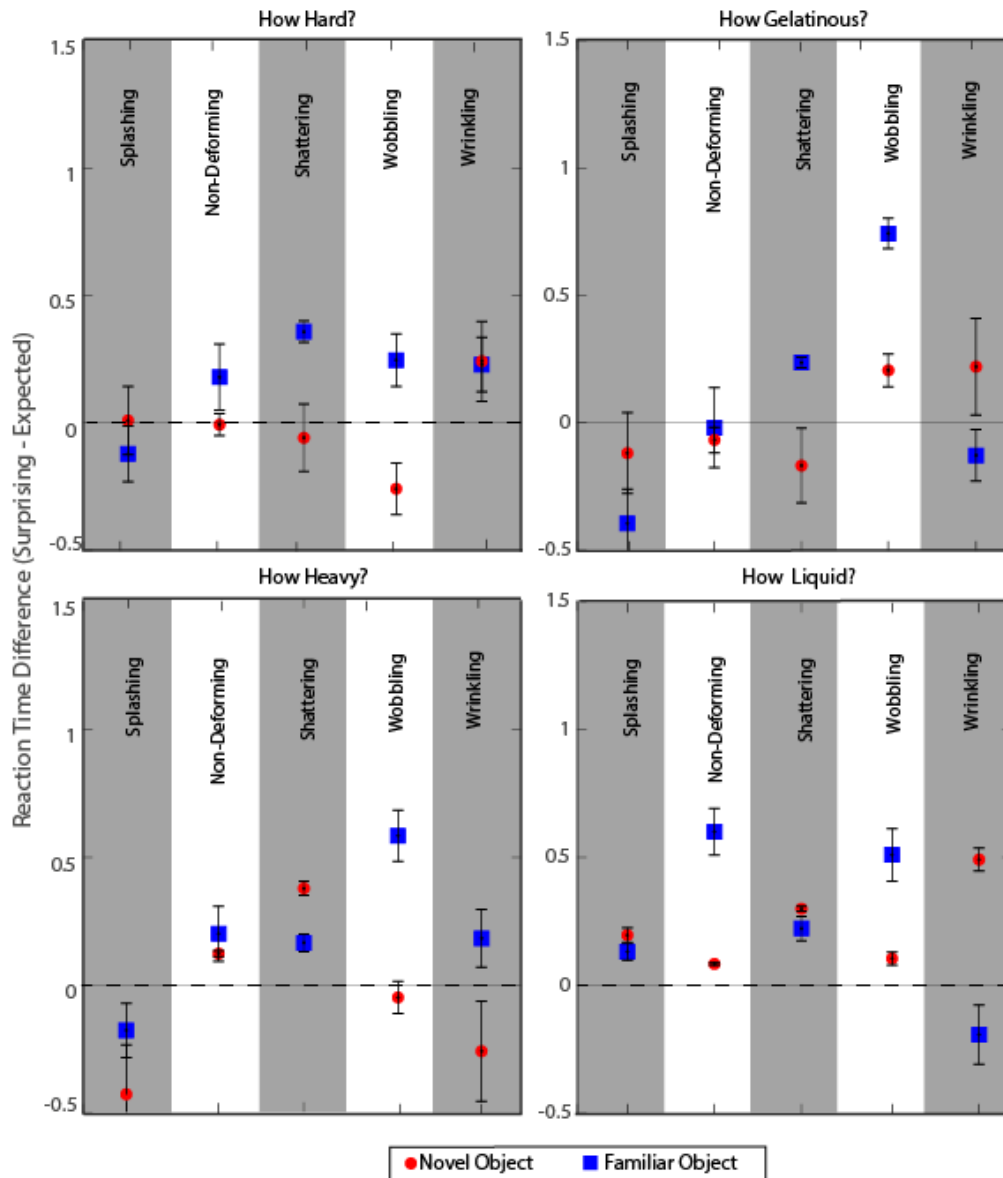 How Hard?
1.5
1
0.5
0
-0.5
Splashing
Non-Deforming
Shattering
Wobbling
Wrinkling
How Gelatinous?
1.5
1
0.5
0
-0.5
Splashing
Non-Deforming
Shattering
Wobbling
Wrinkling
Reaction Time Difference (Surprising - Expected)
How Heavy?
1.5
1
0.5
0
-0.5
Splashing
Non-Deforming
Shattering
Wobbling
Wrinkling
How Liquid?
1.5
1
0.5
0
-0.5
Splashing
Non-Deforming
Shattering
Wobbling
Wrinkling
Novel Object
Familiar Object